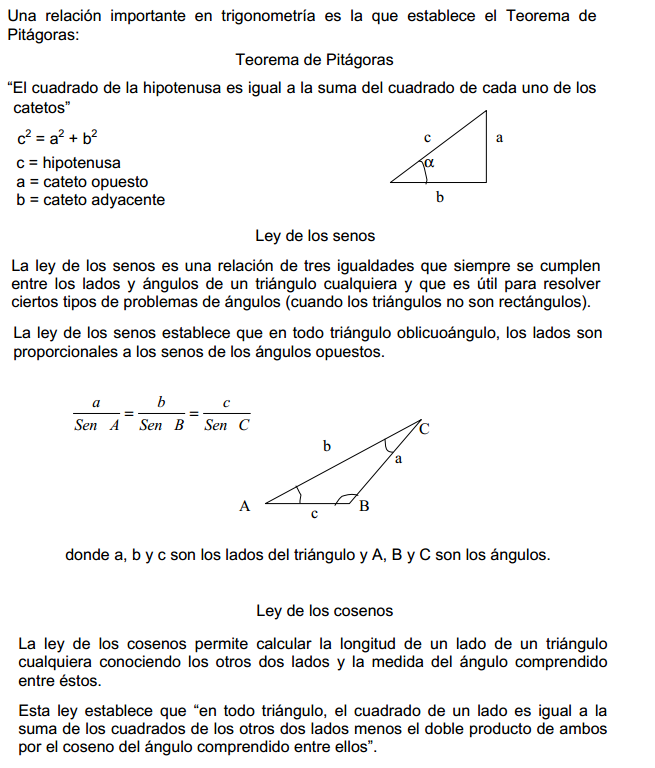 Una relación importante en trigonometría es la que establece el Teorema de
Pitágoras:
Teorema de Pitágoras
“El cuadrado de la hipotenusa es igual a la suma del cuadrado de cada uno de los
catetos”
c² = a² + b²
c = hipotenusa
a = cateto opuesto
b = cateto adyacente
c
a
α
b
Ley de los senos
La ley de los senos es una relación de tres igualdades que siempre se cumplen
entre los lados y ángulos de un triángulo cualquiera y que es útil para resolver
ciertos tipos de problemas de ángulos (cuando los triángulos no son rectángulos).
La ley de los senos establece que en todo triángulo oblicuoángulo, los lados son
proporcionales a los senos de los ángulos opuestos.
a/Sen A = b/Sen B = c/Sen C
C
b
a
A
B
c
donde a, b y c son los lados del triángulo y A, B y C son los ángulos.
Ley de los cosenos
La ley de los cosenos permite calcular la longitud de un lado de un triángulo
cualquiera conociendo los otros dos lados y la medida del ángulo comprendido
entre éstos.
Esta ley establece que “en todo triángulo, el cuadrado de un lado es igual a la
suma de los cuadrados de los otros dos lados menos el doble producto de ambos
por el coseno del ángulo comprendido entre ellos”.